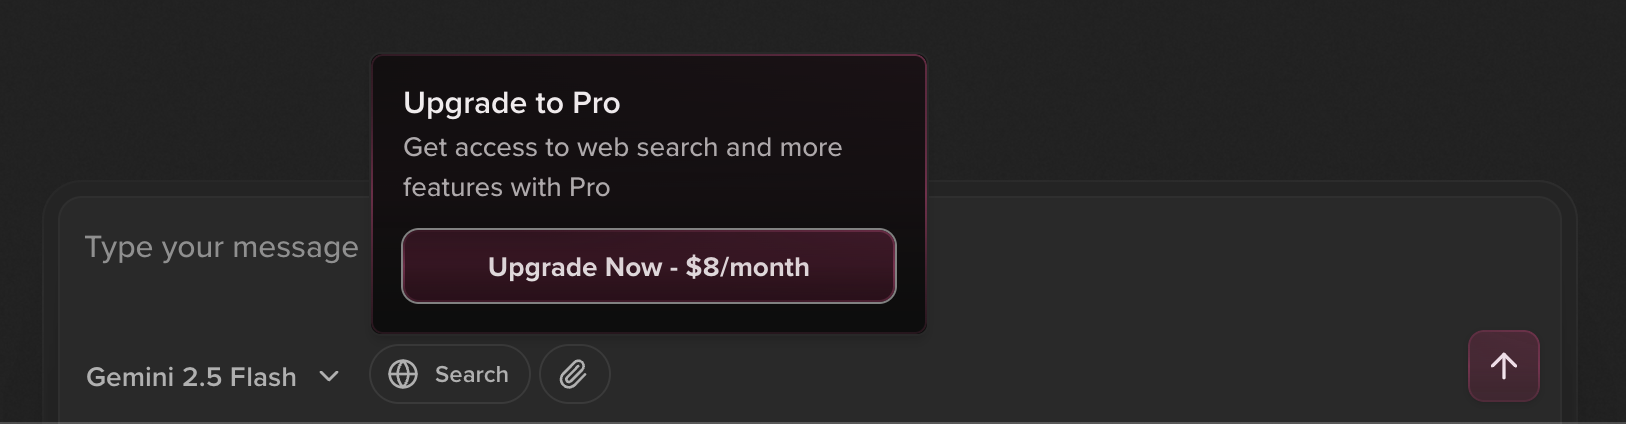 Upgrade to Pro
Get access to web search and more
features with Pro
Upgrade Now - $8/month
Type your message
Gemini 2.5 Flash
Search